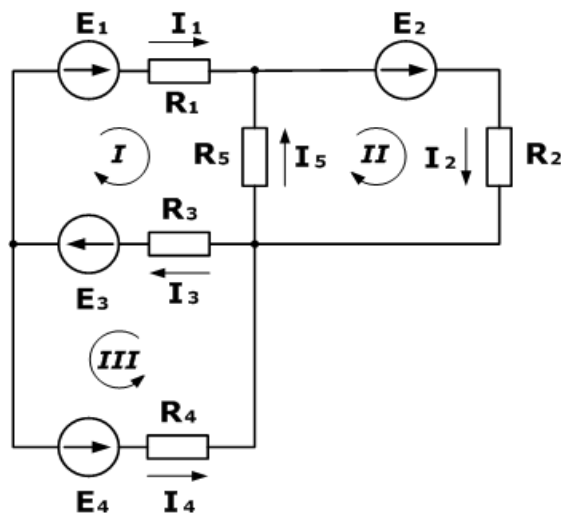 E₁ I₁ E₂
R₁
I R₅ I₅ II I₂ R₂
R₃
E₃ I₃
III
R₄
E₄ I₄